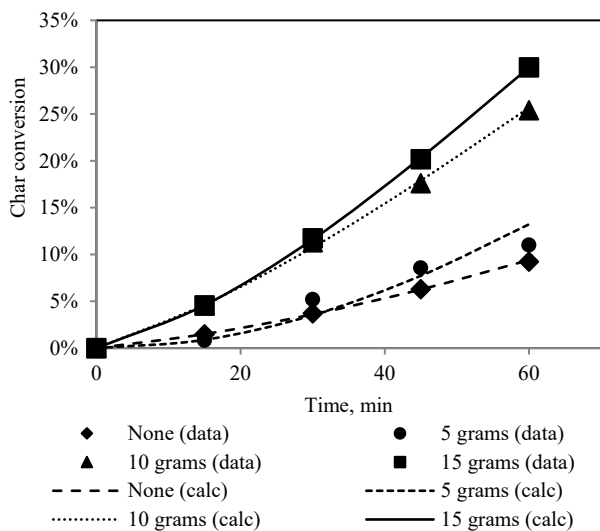 35%
30%
25%
20%
15%
10%
5%
0%
Char conversion
0
20
40
60
Time, min
None (data)
5 grams (data)
10 grams (data)
15 grams (data)
None (calc)
5 grams (calc)
10 grams (calc)
15 grams (calc)